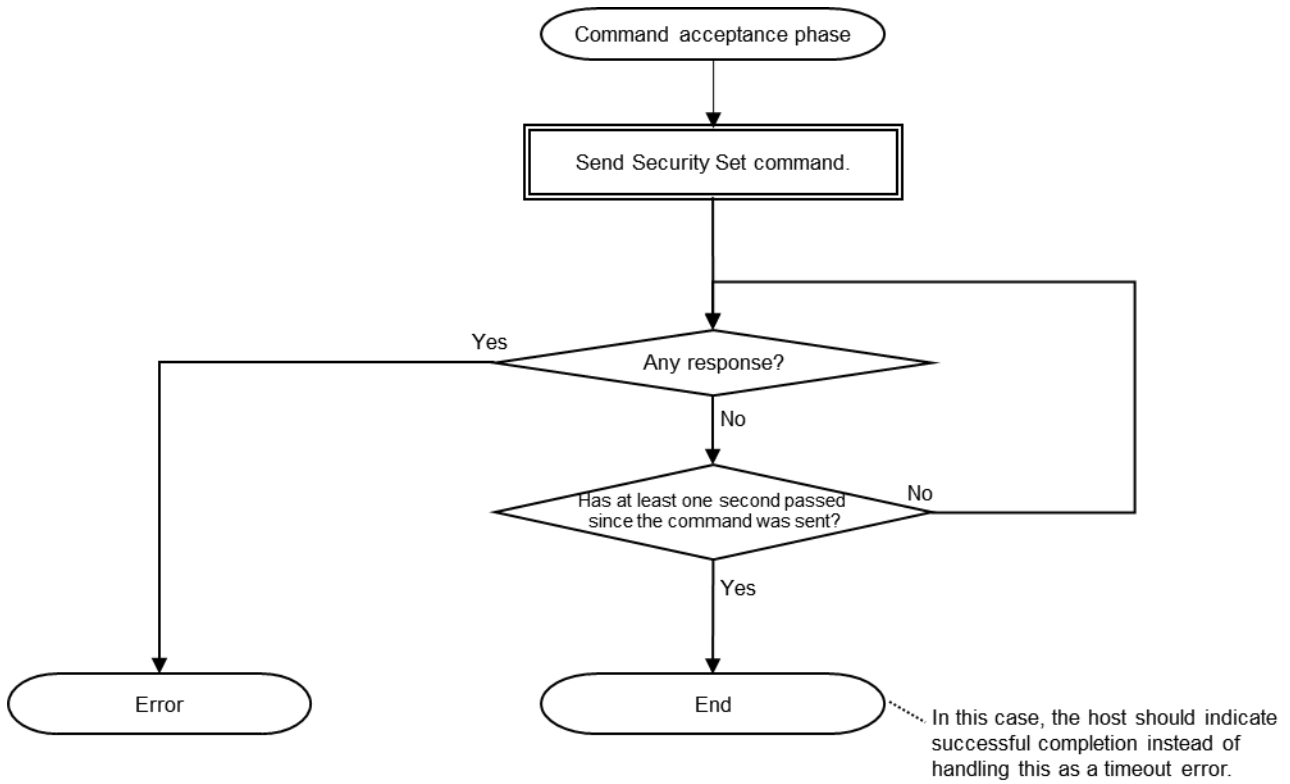 Command acceptance phase
Send Security Set command.
Yes
Any response?
No
Has at least one second passed
since the command was sent?
No
Yes
Error
End
In this case, the host should indicate
successful completion instead of
handling this as a timeout error.